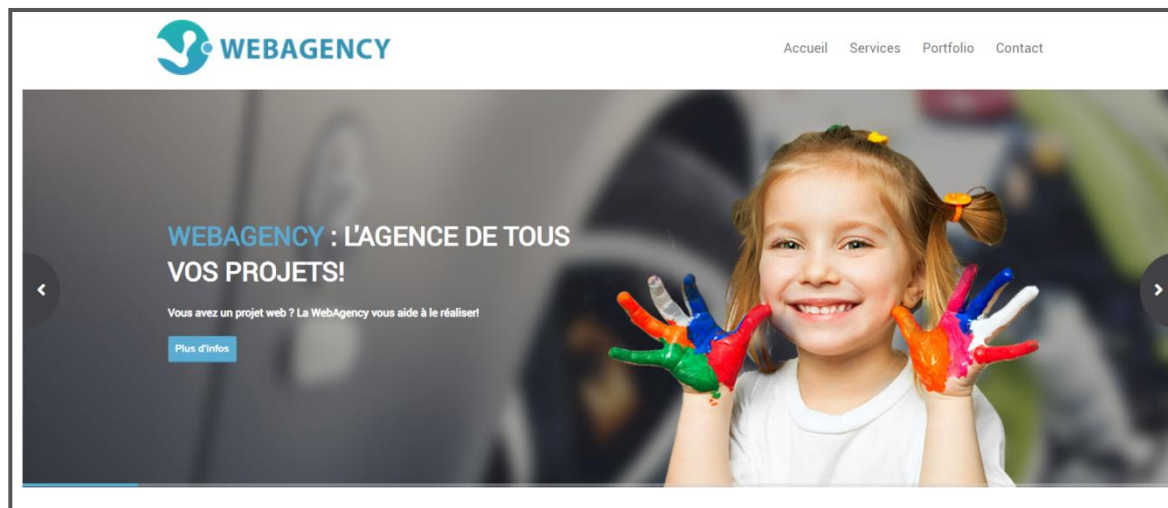 WEBAGENCY
Accueil Services Portfolio Contact
WEBAGENCY : L'AGENCE DE TOUS
VOS PROJETS!
Vous avez un projet web ? La WebAgency vous aide à le réaliser!
Plus d'infos